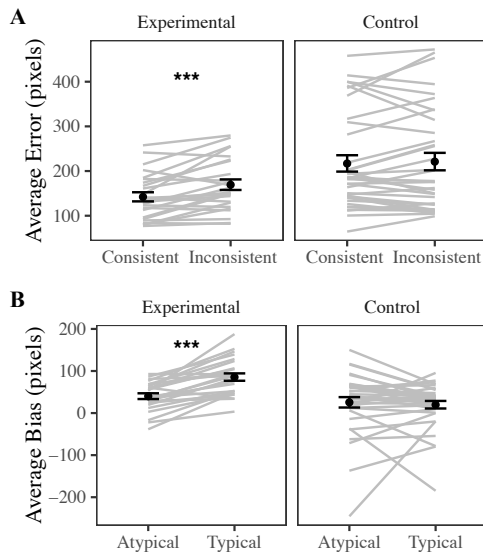 A
Experimental
Control
Average Error (pixels)
400
300
200
100
***
Consistent
Inconsistent
Consistent
Inconsistent
B
Experimental
Control
Average Bias (pixels)
200
100
0
−100
−200
***
Atypical
Typical
Atypical
Typical